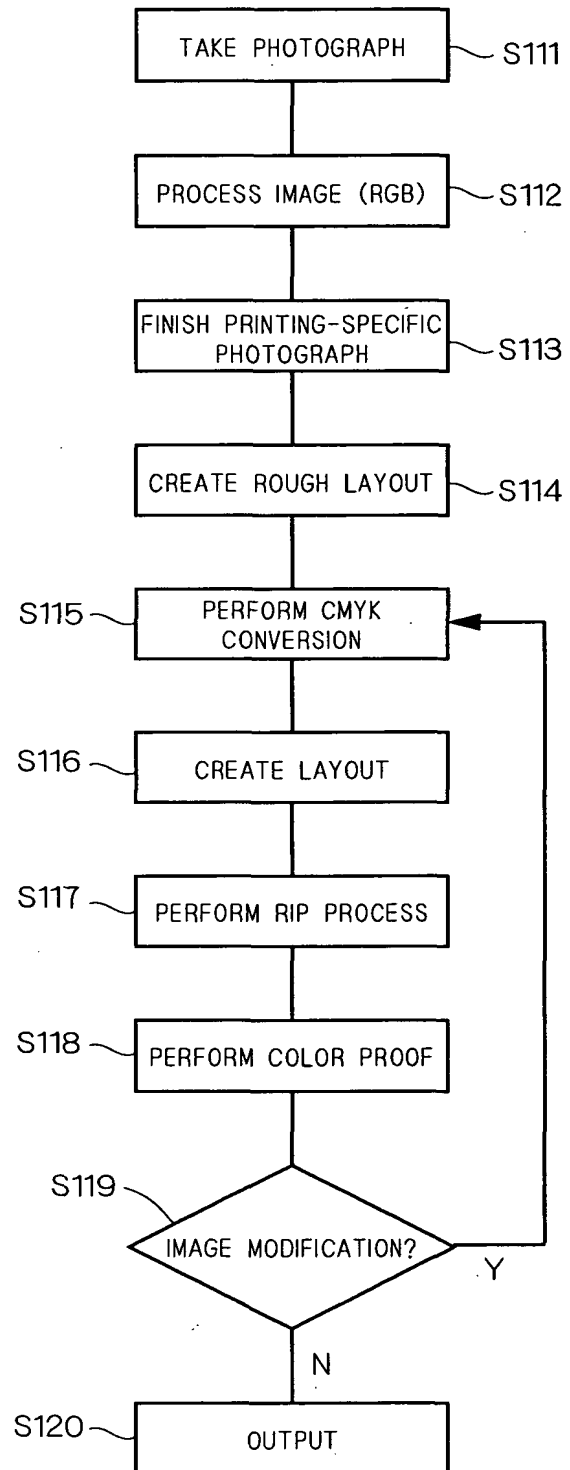 TAKE PHOTOGRAPH
S111
PROCESS IMAGE (RGB)
S112
FINISH PRINTING-SPECIFIC
PHOTOGRAPH
S113
CREATE ROUGH LAYOUT
S114
S115
PERFORM CMYK
CONVERSION
S116
CREATE LAYOUT
S117
PERFORM RIP PROCESS
S118
PERFORM COLOR PROOF
S119
IMAGE MODIFICATION?
Y
N
S120
OUTPUT